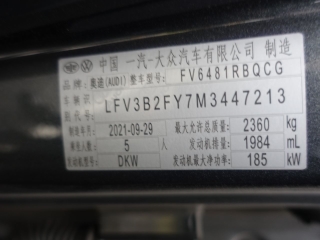 中国 一汽-大众汽车有限公司 制造
品牌:奥迪(AUDI) 整车型号: FV6481RBQCG
车辆识别代号 LFV3B2FY7M3447213
制造年月 2021-09-29 最大允许总质量 2360 kg
乘坐人数 5 人 发动机排量 1984 mL
发动机型号 DKW 发动机最大净功率 185 kW